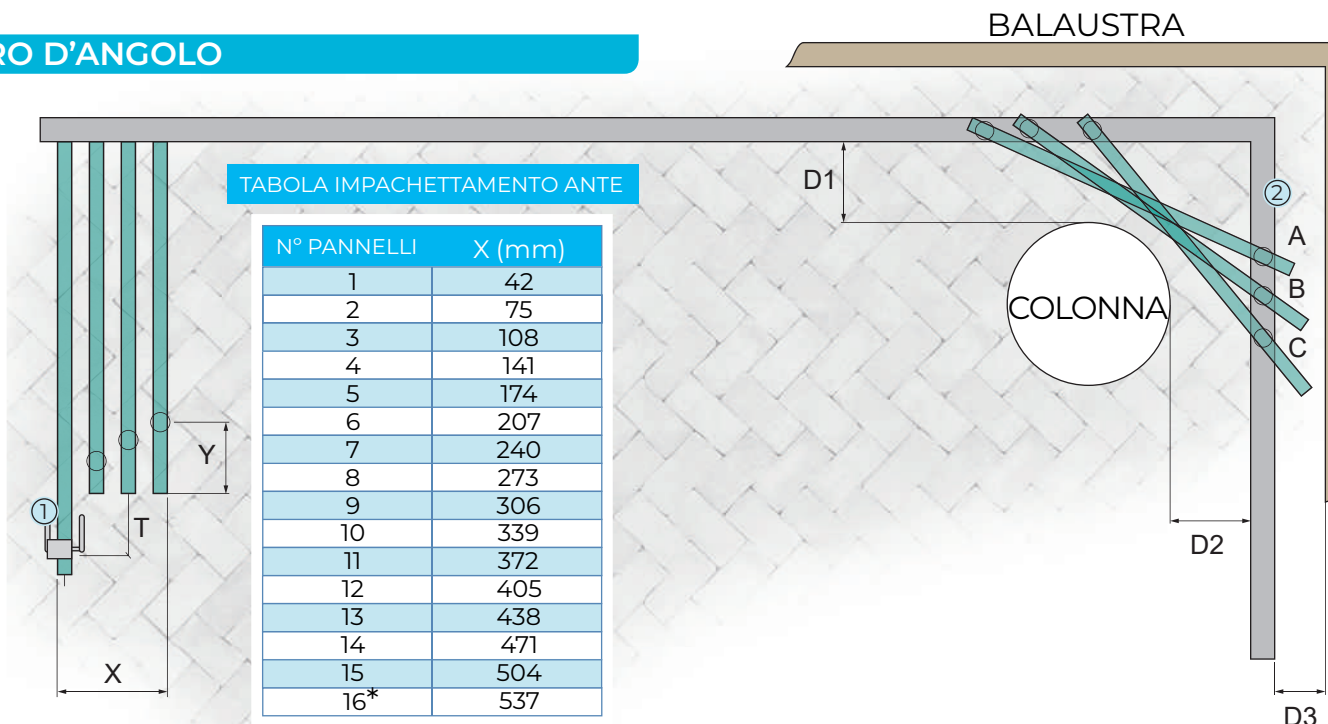 BALAUSTRA
RO D'ANGOLO
TABOLA IMPACHETTAMENTO ANTE
N° PANNELLI X (mm)
1 42
2 75
3 108
4 141
5 174
6 207
7 240
8 273
9 306
10 339
11 372
12 405
13 438
14 471
15 504
16* 537
Y
1
T
X
D1
COLONNA
2
A
B
C
D2
D3